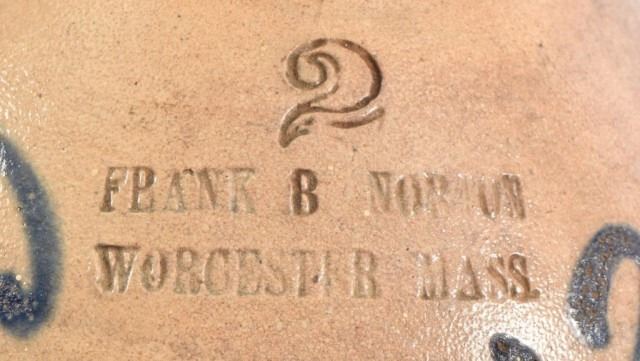 2
FRANK B NORTON
WORCESTER MASS.